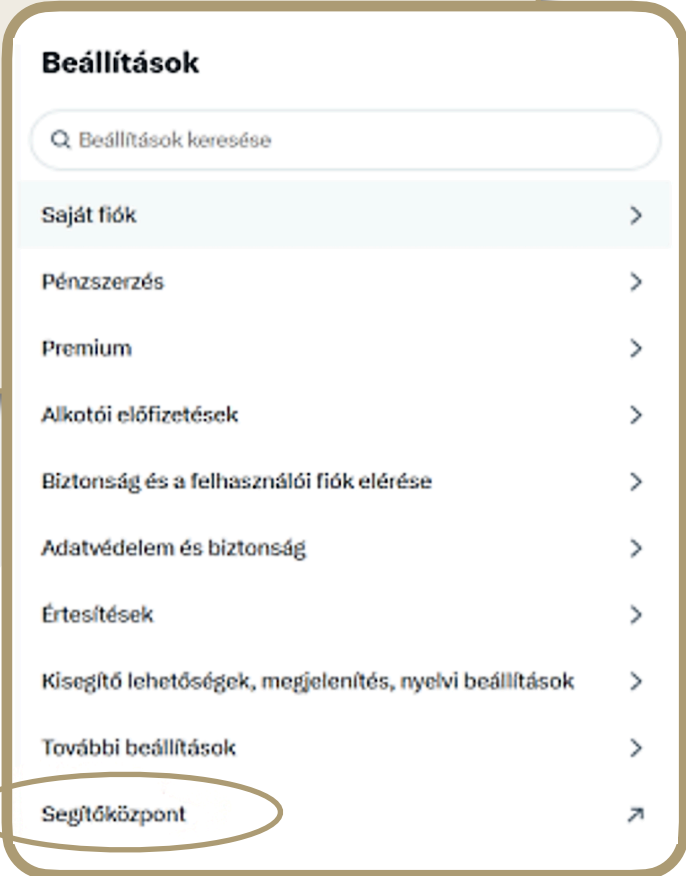 Beállítások
Beállítások keresése
Saját fiók
Pénzszerzés
Premium
Alkotói előfizetések
Biztonság és a felhasználói fiók elérése
Adatvédelem és biztonság
Értesítések
Kisegítő lehetőségek, megjelenítés, nyelvi beállítások
További beállítások
Segítőközpont